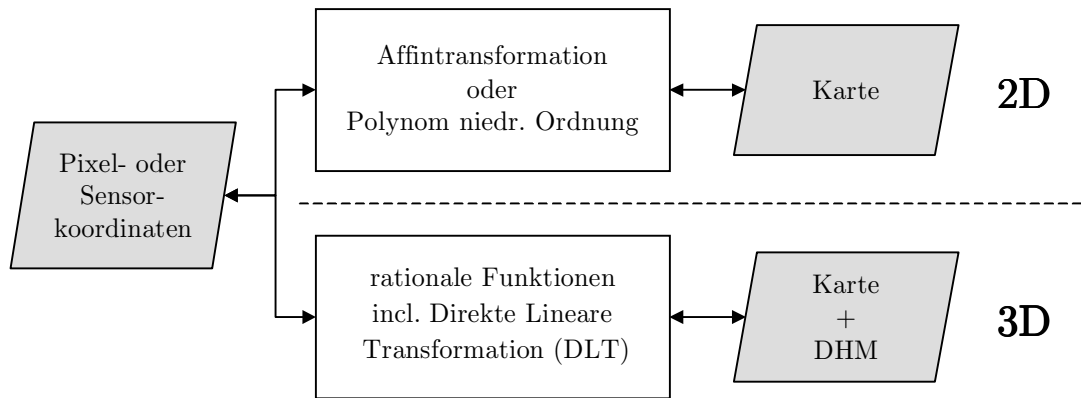 Pixel- oder
Sensor-
koordinaten
Affintransformation
oder
Polynom niedr. Ordnung
Karte
2D
rationale Funktionen
incl. Direkte Lineare
Transformation (DLT)
Karte
+
DHM
3D